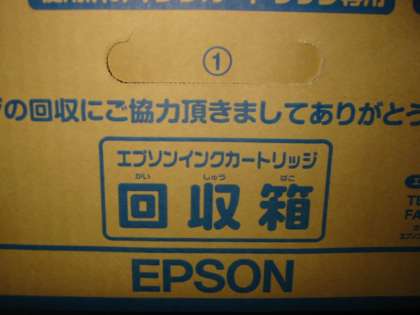 ①
の回収にご協力頂きましてありがとう
エプソンインクカートリッジ
かい しゅう ばこ
回収箱
EPSON